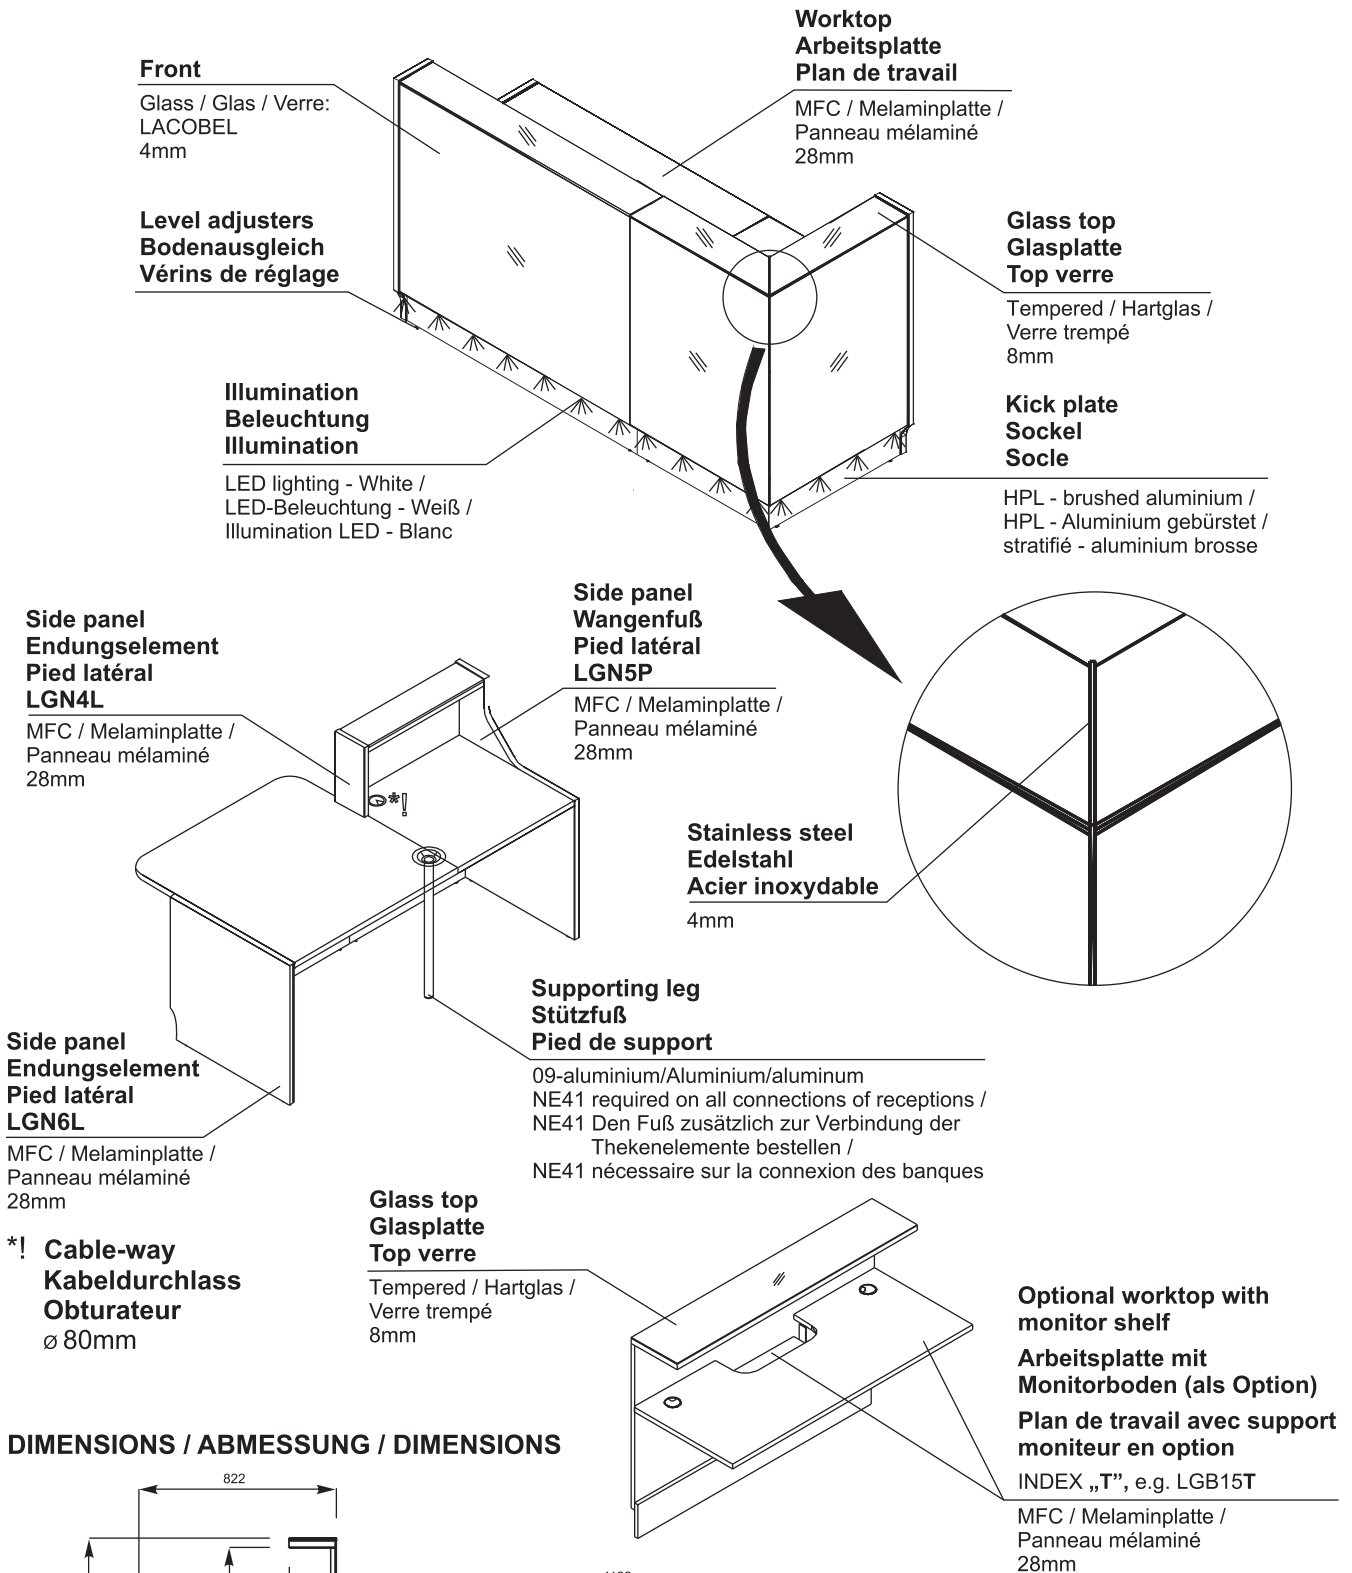 Worktop
Arbeitsplatte
Plan de travail
MFC / Melaminplatte /
Panneau mélaminé
28mm
Front
Glass / Glas / Verre:
LACOBEL
4mm
Level adjusters
Bodenausgleich
Vérins de réglage
Glass top
Glasplatte
Top verre
Tempered / Hartglas /
Verre trempé
8mm
Illumination
Beleuchtung
Illumination
LED lighting - White /
LED-Beleuchtung - Weiß /
Illumination LED - Blanc
Kick plate
Sockel
Socle
HPL - brushed aluminium /
HPL - Aluminium gebürstet /
stratifié - aluminium brosse
Side panel
Endungselement
Pied latéral
LGN4L
MFC / Melaminplatte /
Panneau mélaminé
28mm
Side panel
Wangenfuß
Pied latéral
LGN5P
MFC / Melaminplatte /
Panneau mélaminé
28mm
*!
Stainless steel
Edelstahl
Acier inoxydable
4mm
Supporting leg
Stützfuß
Pied de support
09-aluminium/Aluminium/aluminum
NE41 required on all connections of receptions /
NE41 Den Fuß zusätzlich zur Verbindung der
Thekenelemente bestellen /
NE41 nécessaire sur la connexion des banques
Side panel
Endungselement
Pied latéral
LGN6L
MFC / Melaminplatte /
Panneau mélaminé
28mm
*! Cable-way
Kabeldurchlass
Obturateur
ø 80mm
Glass top
Glasplatte
Top verre
Tempered / Hartglas /
Verre trempé
8mm
Optional worktop with
monitor shelf
Arbeitsplatte mit
Monitorboden (als Option)
Plan de travail avec support
moniteur en option
INDEX „T”, e.g. LGB15T
MFC / Melaminplatte /
Panneau mélaminé
28mm
DIMENSIONS / ABMESSUNG / DIMENSIONS
822